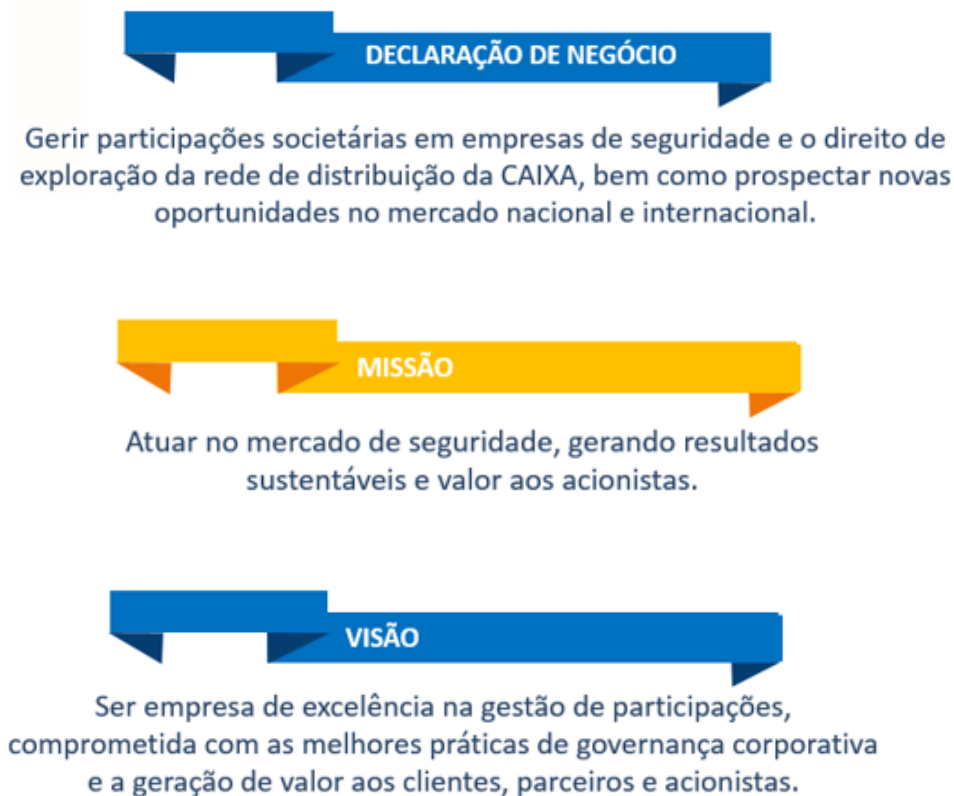 DECLARAÇÃO DE NEGÓCIO
Gerir participações societárias em empresas de seguridade e o direito de
exploração da rede de distribuição da CAIXA, bem como prospectar novas
oportunidades no mercado nacional e internacional.
MISSÃO
Atuar no mercado de seguridade, gerando resultados
sustentáveis e valor aos acionistas.
VISÃO
Ser empresa de excelência na gestão de participações,
comprometida com as melhores práticas de governança corporativa
e a geração de valor aos clientes, parceiros e acionistas.